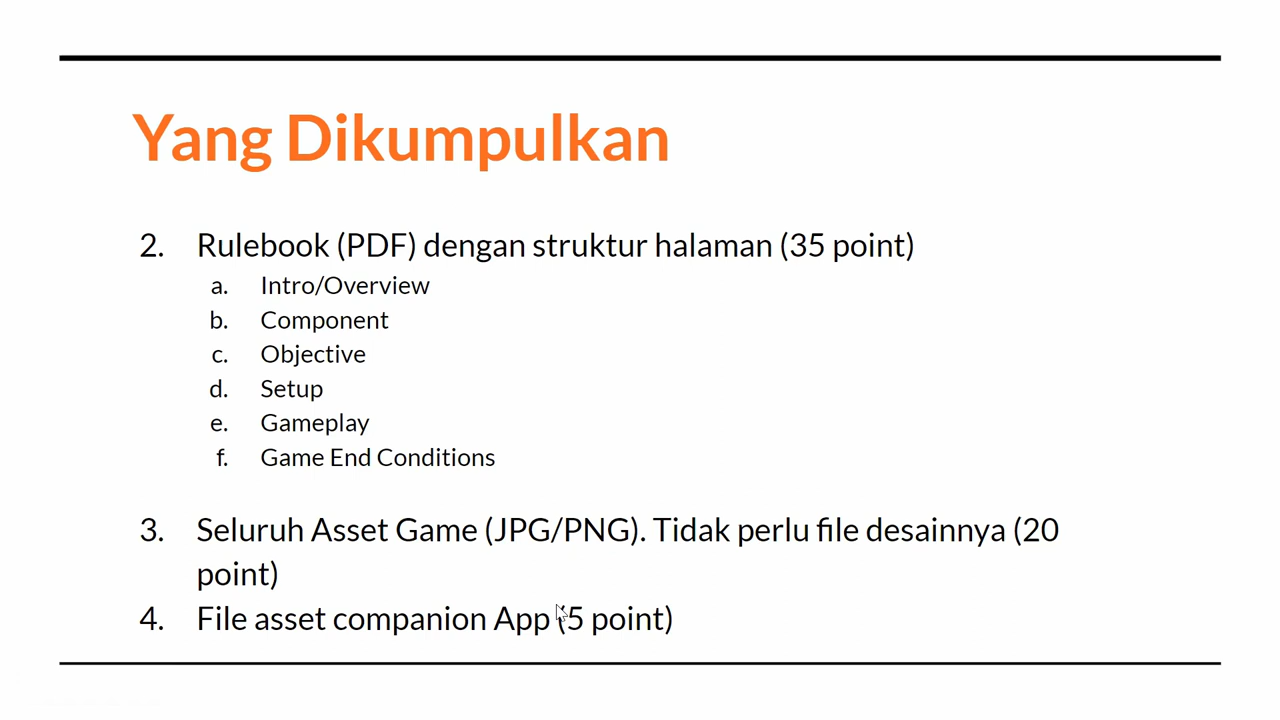 Yang Dikumpulkan
2. Rulebook (PDF) dengan struktur halaman (35 point)
a. Intro/Overview
b. Component
c. Objective
d. Setup
e. Gameplay
f. Game End Conditions
3. Seluruh Asset Game (JPG/PNG). Tidak perlu file desainnya (20
point)
4. File asset companion App (5 point)